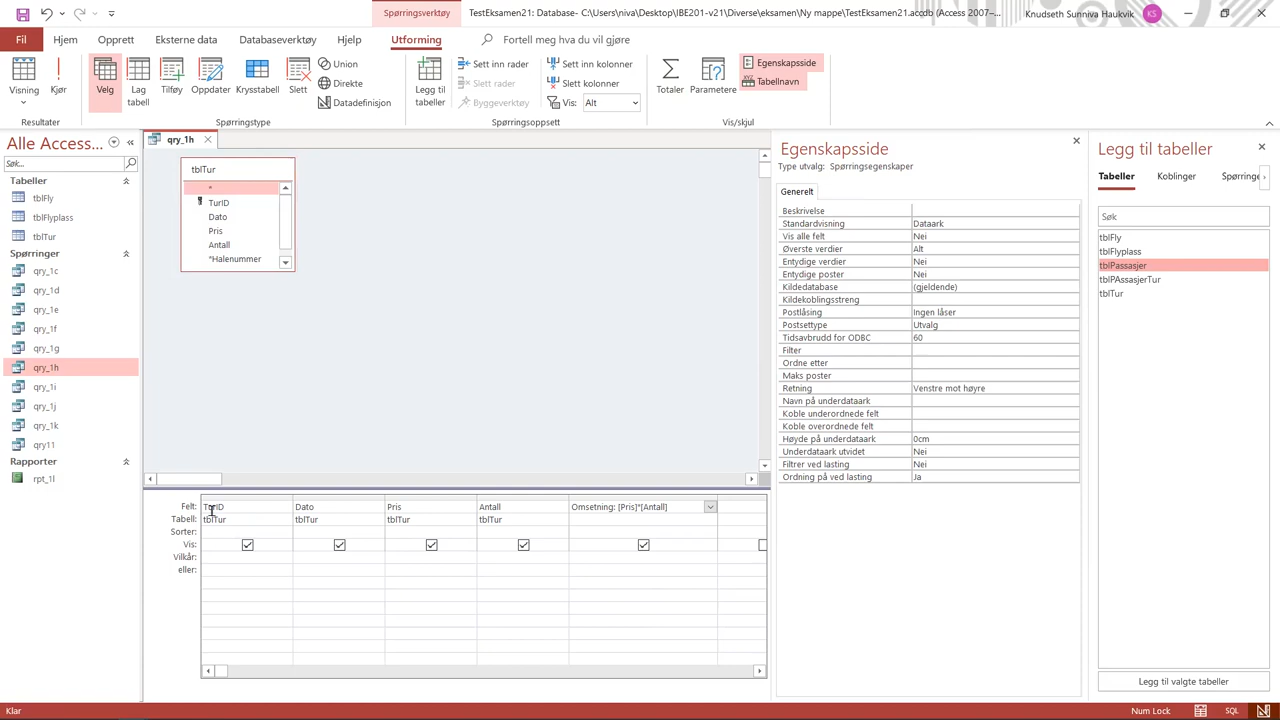 Spørringsverktøy
TestEksamen21: Database- C:\Users\niva\Desktop\IBE201-v21\Diverse\eksamen\Ny mappe\TestEksamen21.accdb (Access 2007–...
Knudseth Sunniva Haukvik
KS
Fil
Hjem
Opprett
Eksterne data
Databaseverktøy
Hjelp
Utforming
Fortell meg hva du vil gjøre
Visning
Kjør
Velg
Lag tabell
Tilføy
Oppdater
Krysstabell
Slett
Union
Direkte
Datadefinisjon
Legg til tabeller
Sett inn rader
Slett rader
Byggeverktøy
Sett inn kolonner
Slett kolonner
Vis: Alt
Totaler
Parametere
Egenskapsside
Tabellnavn
Resultater
Spørringstype
Spørringsoppsett
Vis/skjul
Alle Access...
Søk...
Tabeller
tblFly
tblFlyplass
tblTur
Spørringer
qry_1c
qry_1d
qry_1e
qry_1f
qry_1g
qry_1h
qry_1i
qry_1j
qry_1k
qry11
Rapporter
rpt_1l
qry_1h
tblTur
*
TurID
Dato
Pris
Antall
*Halenummer
Felt: TurID Dato Pris Antall Omsetning: [Pris]*[Antall]
Tabell: tblTur tblTur tblTur tblTur
Sorter:
Vis:
Vilkår:
eller:
Egenskapsside
Type utvalg: Spørringsegenskaper
Generelt
Beskrivelse
Standardvisning Dataark
Vis alle felt Nei
Øverste verdier Alt
Entydige verdier Nei
Entydige poster Nei
Kildedatabase (gjeldende)
Kildekoblingsstreng
Postlåsing Ingen låser
Postsettype Utvalg
Tidsavbrudd for ODBC 60
Filter
Ordne etter
Maks poster
Retning Venstre mot høyre
Navn på underdataark
Koble underordnede felt
Koble overordnede felt
Høyde på underdataark 0cm
Underdataark utvidet Nei
Filtrer ved lasting Nei
Ordning på ved lasting Ja
Legg til tabeller
Tabeller
Koblinger
Spørringe
Søk
tblFly
tblFlyplass
tblPassasjer
tblPAssasjerTur
tblTur
Legg til valgte tabeller
Klar
Num Lock
SQL